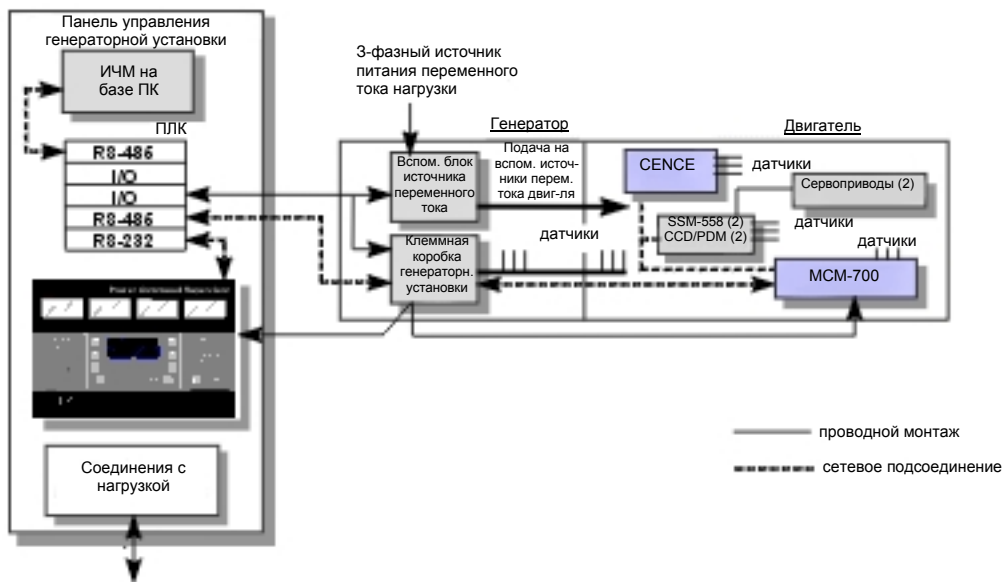 Панель управления
генераторной установки
ИЧМ на
базе ПК
ПЛК
RS-485
I/O
I/O
RS-485
RS-232
Соединения с
нагрузкой
3-фазный источник
питания переменного
тока нагрузки
Генератор
Двигатель
Вспом. блок
источника
переменного
тока
Подача на
вспом. источ-
ники перем.
тока двиг-ля
Клеммная
коробка
генераторн.
установки
датчики
CENCE
датчики
Сервоприводы (2)
SSM-558 (2)
CCD/PDM (2)
датчики
датчики
MCM-700
проводной монтаж
сетевое подсоединение